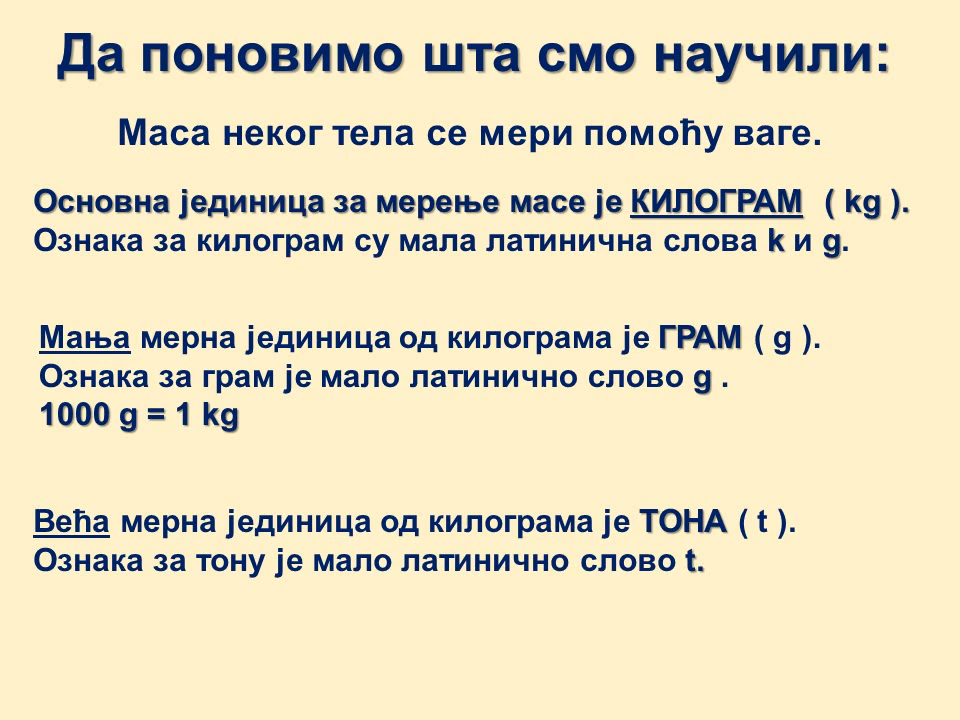 Да поновимо шта смо научили:
Маса неког тела се мери помоћу ваге.
Основна јединица за мерење масе је КИЛОГРАМ ( kg ).
Ознака за килограм су мала латинична слова k и g.
Мања мерна јединица од килограма је ГРАМ ( g ).
Ознака за грам је мало латинично слово g .
1000 g = 1 kg
Већа мерна јединица од килограма је ТОНА ( t ).
Ознака за тону је мало латинично слово t.